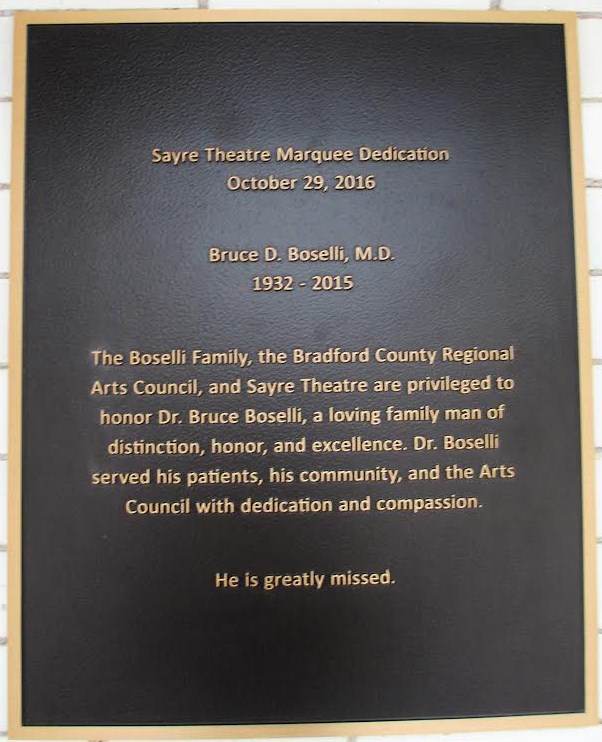 Sayre Theatre Marquee Dedication
October 29, 2016
Bruce D. Boselli, M.D.
1932 - 2015
The Boselli Family, the Bradford County Regional
Arts Council, and Sayre Theatre are privileged to
honor Dr. Bruce Boselli, a loving family man of
distinction, honor, and excellence. Dr. Boselli
served his patients, his community, and the Arts
Council with dedication and compassion.
He is greatly missed.